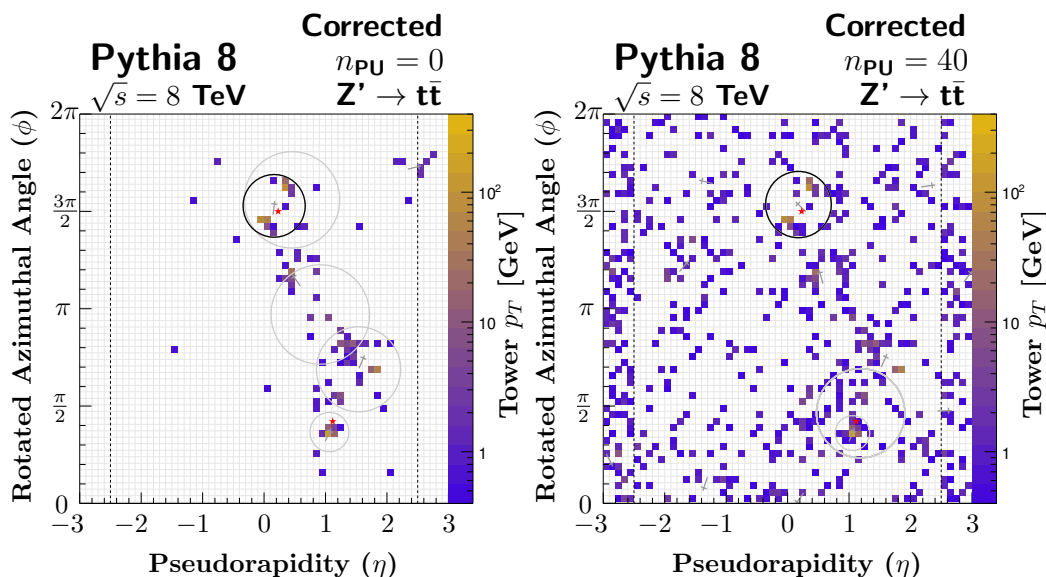 Corrected
Pythia 8
n_PU = 0
√s = 8 TeV
Z' → tt̄
2π
3π/2
π
π/2
0
Rotated Azimuthal Angle (ϕ)
−3 −2 −1 0 1 2 3
Pseudorapidity (η)
10²
10
1
Tower p_T [GeV]
Corrected
Pythia 8
n_PU = 40
√s = 8 TeV
Z' → tt̄
2π
3π/2
π
π/2
0
Rotated Azimuthal Angle (ϕ)
−3 −2 −1 0 1 2 3
Pseudorapidity (η)
10²
10
1
Tower p_T [GeV]